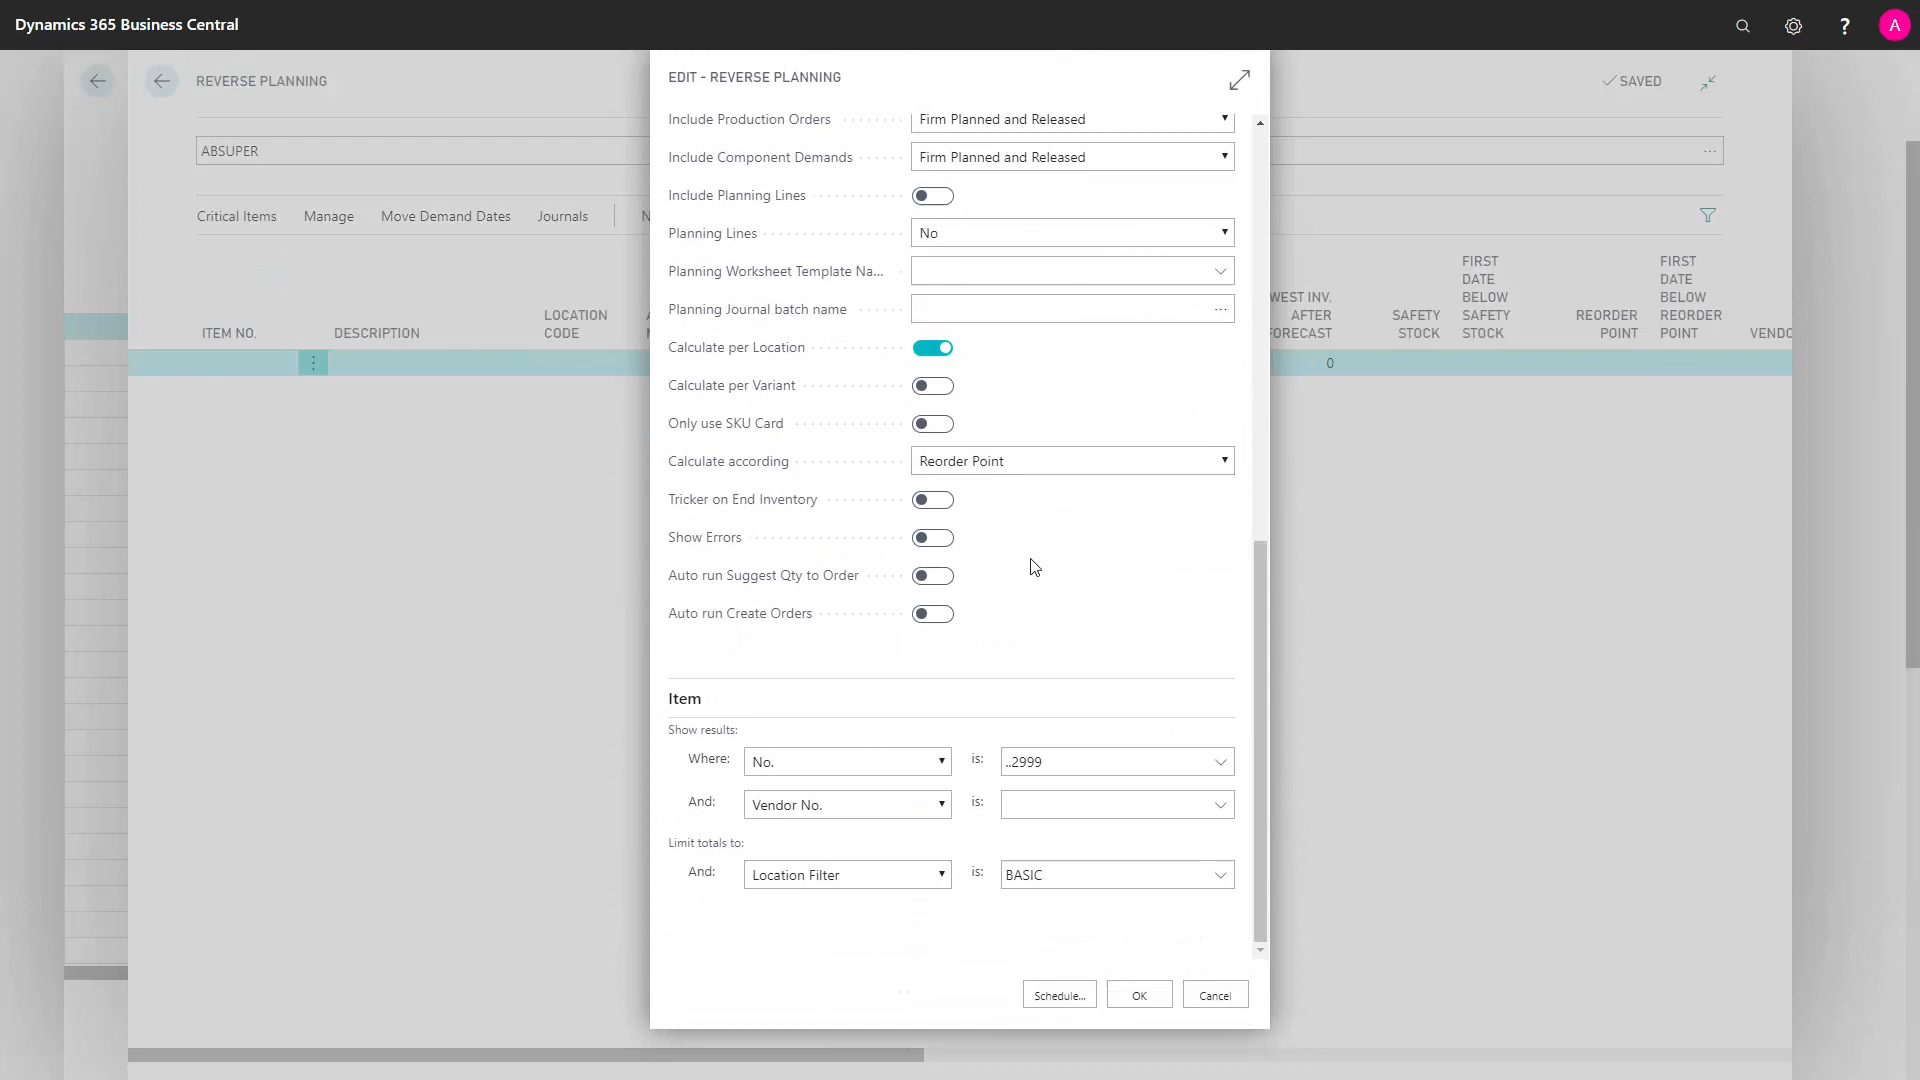 Dynamics 365 Business Central
?
A
REVERSE PLANNING
SAVED
ABSUPER
...
Critical Items Manage Move Demand Dates Journals
ITEM NO. DESCRIPTION LOCATION CODE
AFTER
SAFETY STOCK
FIRST DATE BELOW SAFETY STOCK
REORDER POINT
FIRST DATE BELOW REORDER POINT
0
EDIT - REVERSE PLANNING
Include Production Orders Firm Planned and Released
Include Component Demands Firm Planned and Released
Include Planning Lines
Planning Lines No
Planning Worksheet Template Na...
Planning Journal batch name ...
Calculate per Location
Calculate per Variant
Only use SKU Card
Calculate according Reorder Point
Tricker on End Inventory
Show Errors
Auto run Suggest Qty to Order
Auto run Create Orders
Item
Show results:
Where: No. is: ..2999
And: Vendor No. is:
Limit totals to:
And: Location Filter is: BASIC
Schedule... OK Cancel